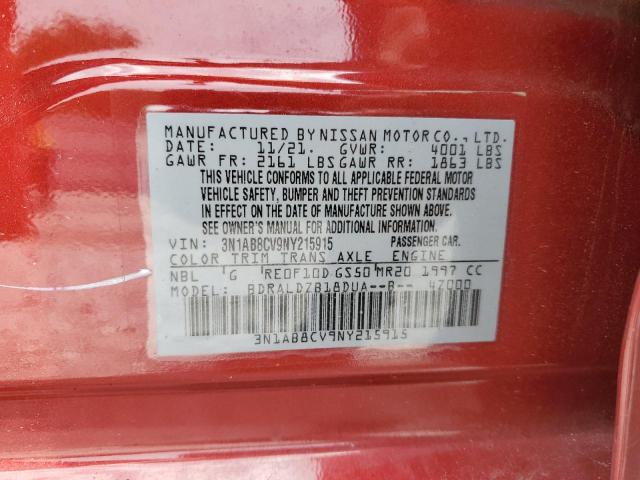 MANUFACTURED BY NISSAN MOTOR CO., LTD.
DATE: 11/21. GVWR: 4001 LBS
GAWR FR: 2161 LBS GAWR RR: 1863 LBS
THIS VEHICLE CONFORMS TO ALL APPLICABLE FEDERAL MOTOR
VEHICLE SAFETY, BUMPER AND THEFT PREVENTION STANDARDS
IN EFFECT ON THE DATE OF MANUFACTURE SHOWN ABOVE.
SEE OWNER'S MANUAL FOR ADDITIONAL INFORMATION.
VIN: 3N1AB8CV9NY215915 PASSENGER CAR.
COLOR TRIM TRANS AXLE ENGINE
NBL G RE0F10D GS50 MR20 1997 CC
MODEL: BDRALDZB18DUA--B-- 4Z000
3N1AB8CV9NY215915